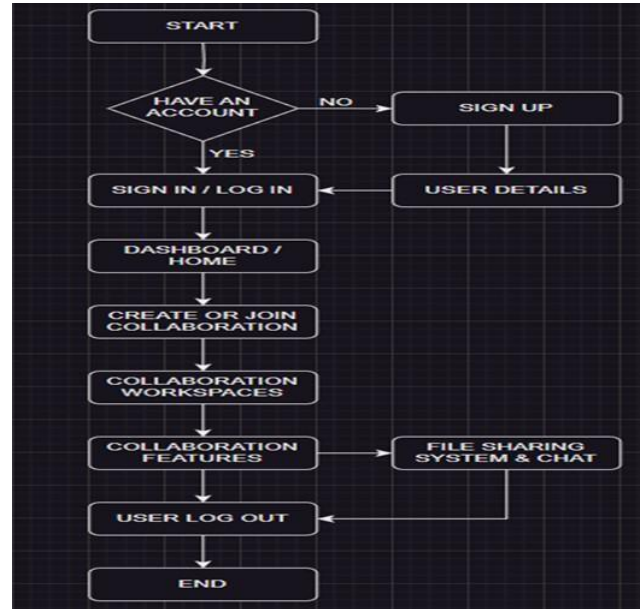 START
HAVE AN
ACCOUNT
NO
SIGN UP
YES
SIGN IN / LOG IN
USER DETAILS
DASHBOARD /
HOME
CREATE OR JOIN
COLLABORATION
COLLABORATION
WORKSPACES
COLLABORATION
FEATURES
FILE SHARING
SYSTEM & CHAT
USER LOG OUT
END